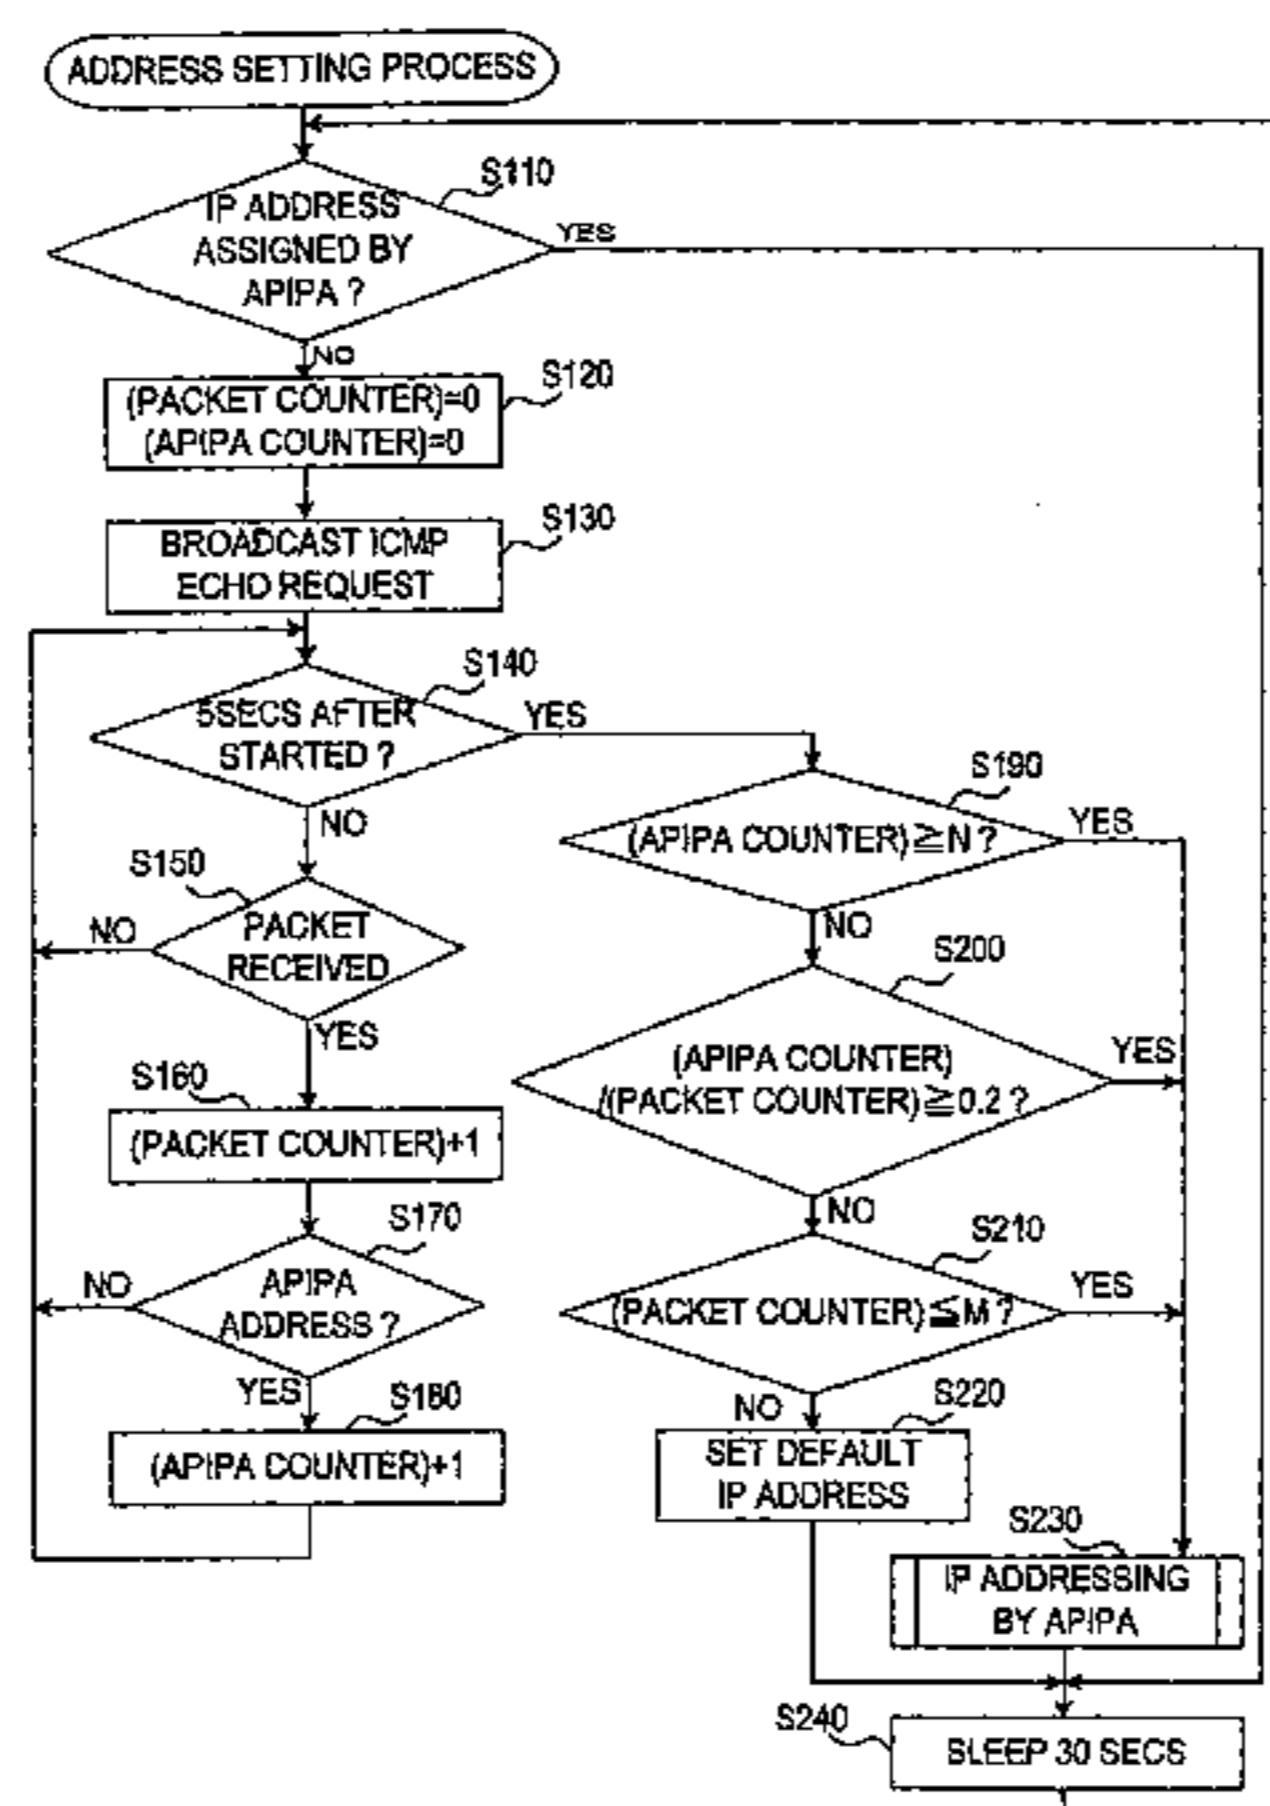 ADDRESS SETTING PROCESS
S110
IP ADDRESS
ASSIGNED BY
APIPA ?
YES
NO
S120
(PACKET COUNTER)=0
(APIPA COUNTER)=0
S130
BROADCAST ICMP
ECHO REQUEST
S140
5SECS AFTER
STARTED ?
YES
NO
S150
PACKET
RECEIVED
NO
YES
S160
(PACKET COUNTER)+1
S170
APIPA
ADDRESS ?
NO
YES
S180
(APIPA COUNTER)+1
S190
(APIPA COUNTER)≧N ?
YES
NO
S200
(APIPA COUNTER)
/(PACKET COUNTER)≧0.2 ?
YES
NO
S210
(PACKET COUNTER)≦M ?
YES
NO
S220
SET DEFAULT
IP ADDRESS
S230
IP ADDRESSING
BY APIPA
S240
SLEEP 30 SECS